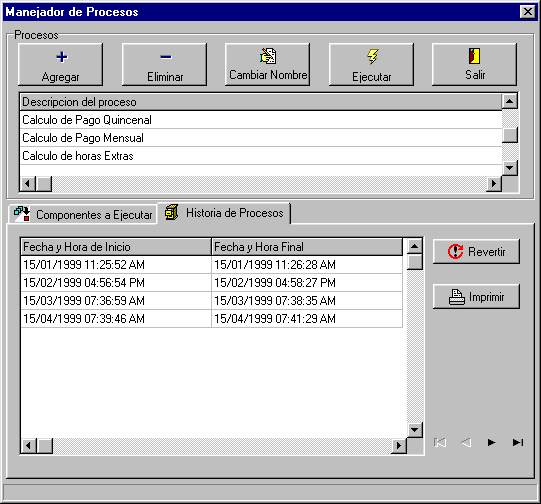 Manejador de Procesos
Procesos
Agregar Eliminar Cambiar Nombre Ejecutar Salir
Descripcion del proceso
Calculo de Pago Quincenal
Calculo de Pago Mensual
Calculo de horas Extras
Componentes a Ejecutar Historia de Procesos
Fecha y Hora de Inicio Fecha y Hora Final
15/01/1999 11:25:52 AM 15/01/1999 11:26:28 AM
15/02/1999 04:56:54 PM 15/02/1999 04:58:27 PM
15/03/1999 07:36:59 AM 15/03/1999 07:38:35 AM
15/04/1999 07:39:46 AM 15/04/1999 07:41:29 AM
Revertir
Imprimir